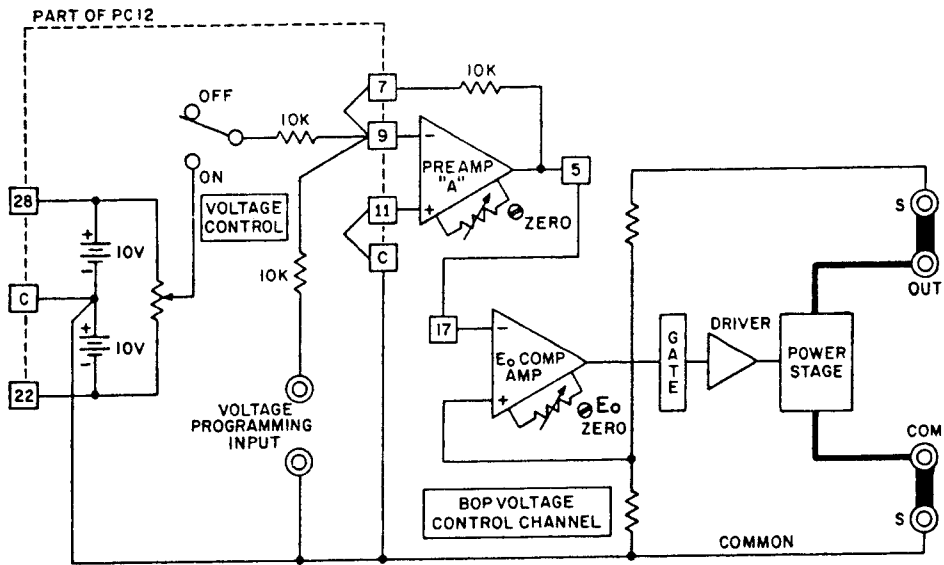 PART OF PC12
OFF
ON
VOLTAGE
CONTROL
28
C
22
+
-
10V
+
-
10V
10K
10K
VOLTAGE
PROGRAMMING
INPUT
7
9
11
C
10K
-
+
PREAMP
"A"
ZERO
5
17
-
+
Eo COMP
AMP
Eo
ZERO
BOP VOLTAGE
CONTROL CHANNEL
GATE
DRIVER
POWER
STAGE
S
OUT
COM
S
COMMON